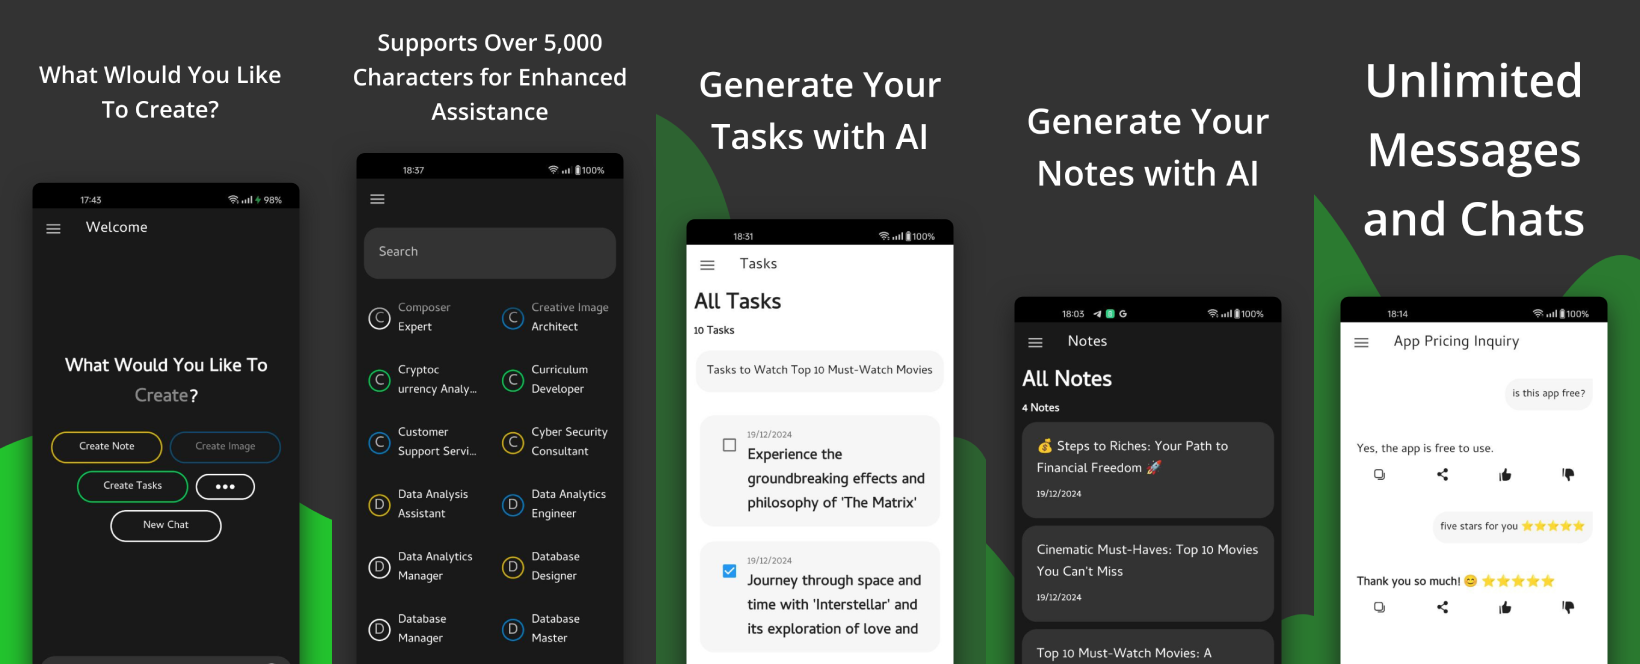 What Wlould You Like
To Create?
17:43
98%
Welcome
What Would You Like To
Create?
Create Note
Create Image
Create Tasks
•••
New Chat
Supports Over 5,000
Characters for Enhanced
Assistance
18:37
100%
Search
C
Composer
Expert
C
Creative Image
Architect
C
Cryptoc
urrency Analy...
C
Curriculum
Developer
C
Customer
Support Servi...
C
Cyber Security
Consultant
D
Data Analysis
Assistant
D
Data Analytics
Engineer
D
Data Analytics
Manager
D
Database
Designer
D
Database
Manager
D
Database
Master
Generate Your
Tasks with AI
18:31
100%
Tasks
All Tasks
10 Tasks
Tasks to Watch Top 10 Must-Watch Movies
19/12/2024
Experience the
groundbreaking effects and
philosophy of 'The Matrix'
19/12/2024
Journey through space and
time with 'Interstellar' and
its exploration of love and
Generate Your
Notes with AI
18:03
G
100%
Notes
All Notes
4 Notes
💰 Steps to Riches: Your Path to
Financial Freedom 🚀
19/12/2024
Cinematic Must-Haves: Top 10 Movies
You Can't Miss
19/12/2024
Top 10 Must-Watch Movies: A
Unlimited
Messages
and Chats
18:14
100%
App Pricing Inquiry
is this app free?
Yes, the app is free to use.
five stars for you ⭐⭐⭐⭐⭐
Thank you so much! 😊 ⭐⭐⭐⭐⭐